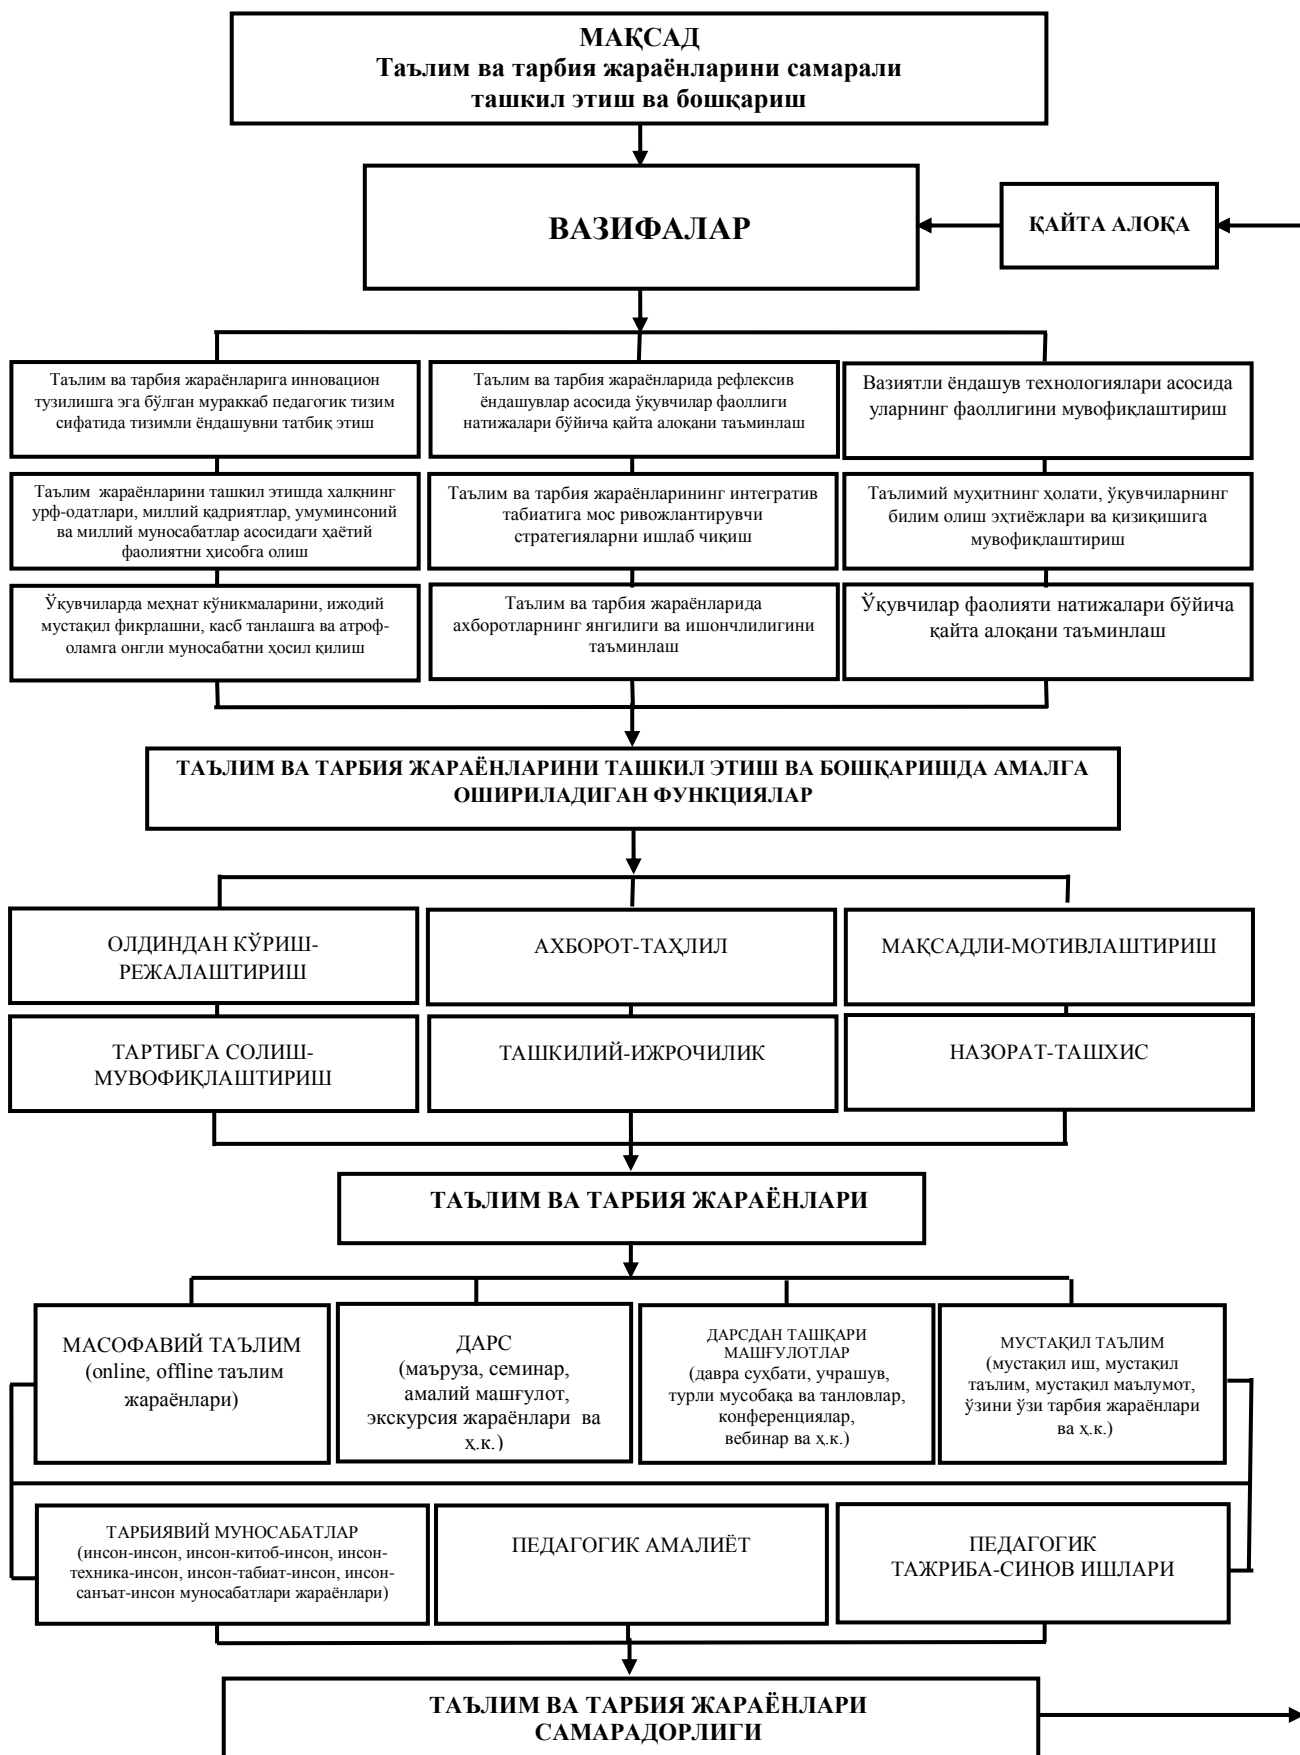 МАҚСАД
Таълим ва тарбия жараёнларини самарали
ташкил этиш ва бошқариш
ВАЗИФАЛАР
ҚАЙТА АЛОҚА
Таълим ва тарбия жараёнларига инновацион
тузилишга эга бўлган мураккаб педагогик тизим
сифатида тизимли ёндашувни татбиқ этиш
Таълим ва тарбия жараёнларида рефлексив
ёндашувлар асосида ўқувчилар фаоллиги
натижалари бўйича қайта алоқани таъминлаш
Вазиятли ёндашув технологиялари асосида
уларнинг фаоллигини мувофиқлаштириш
Таълим жараёнларини ташкил этишда халқнинг
урф-одатлари, миллий қадриятлар, умуминсоний
ва миллий муносабатлар асосидаги ҳаётий
фаолиятни ҳисобга олиш
Таълим ва тарбия жараёнларининг интегратив
табиатига мос ривожлантирувчи
стратегияларни ишлаб чиқиш
Таълимий муҳитнинг ҳолати, ўқувчиларнинг
билим олиш эҳтиёжлари ва қизиқишига
мувофиқлаштириш
Ўқувчиларда меҳнат кўникмаларини, ижодий
мустақил фикрлашни, касб танлашга ва атроф-
оламга онгли муносабатни ҳосил қилиш
Таълим ва тарбия жараёнларида
ахборотларнинг янгилиги ва ишончлилигини
таъминлаш
Ўқувчилар фаолияти натижалари бўйича
қайта алоқани таъминлаш
ТАЪЛИМ ВА ТАРБИЯ ЖАРАЁНЛАРИНИ ТАШКИЛ ЭТИШ ВА БОШҚАРИШДА АМАЛГА
ОШИРИЛАДИГАН ФУНКЦИЯЛАР
ОЛДИНДАН КЎРИШ-
РЕЖАЛАШТИРИШ
АХБОРОТ-ТАҲЛИЛ
МАҚСАДЛИ-МОТИВЛАШТИРИШ
ТАРТИБГА СОЛИШ-
МУВОФИҚЛАШТИРИШ
ТАШКИЛИЙ-ИЖРОЧИЛИК
НАЗОРАТ-ТАШХИС
ТАЪЛИМ ВА ТАРБИЯ ЖАРАЁНЛАРИ
МАСОФАВИЙ ТАЪЛИМ
(online, offline таълим
жараёнлари)
ДАРС
(маъруза, семинар,
амалий машғулот,
экскурсия жараёнлари ва
ҳ.к.)
ДАРСДАН ТАШҚАРИ
МАШҒУЛОТЛАР
(давра суҳбати, учрашув,
турли мусобақа ва танловлар,
конференциялар,
вебинар ва ҳ.к.)
МУСТАҚИЛ ТАЪЛИМ
(мустақил иш, мустақил
таълим, мустақил маълумот,
ўзини ўзи тарбия жараёнлари
ва ҳ.к.)
ТАРБИЯВИЙ МУНОСАБАТЛАР
(инсон-инсон, инсон-китоб-инсон, инсон-
техника-инсон, инсон-табиат-инсон, инсон-
санъат-инсон муносабатлари жараёнлари)
ПЕДАГОГИК АМАЛИЁТ
ПЕДАГОГИК
ТАЖРИБА-СИНОВ ИШЛАРИ
ТАЪЛИМ ВА ТАРБИЯ ЖАРАЁНЛАРИ
САМАРАДОРЛИГИ